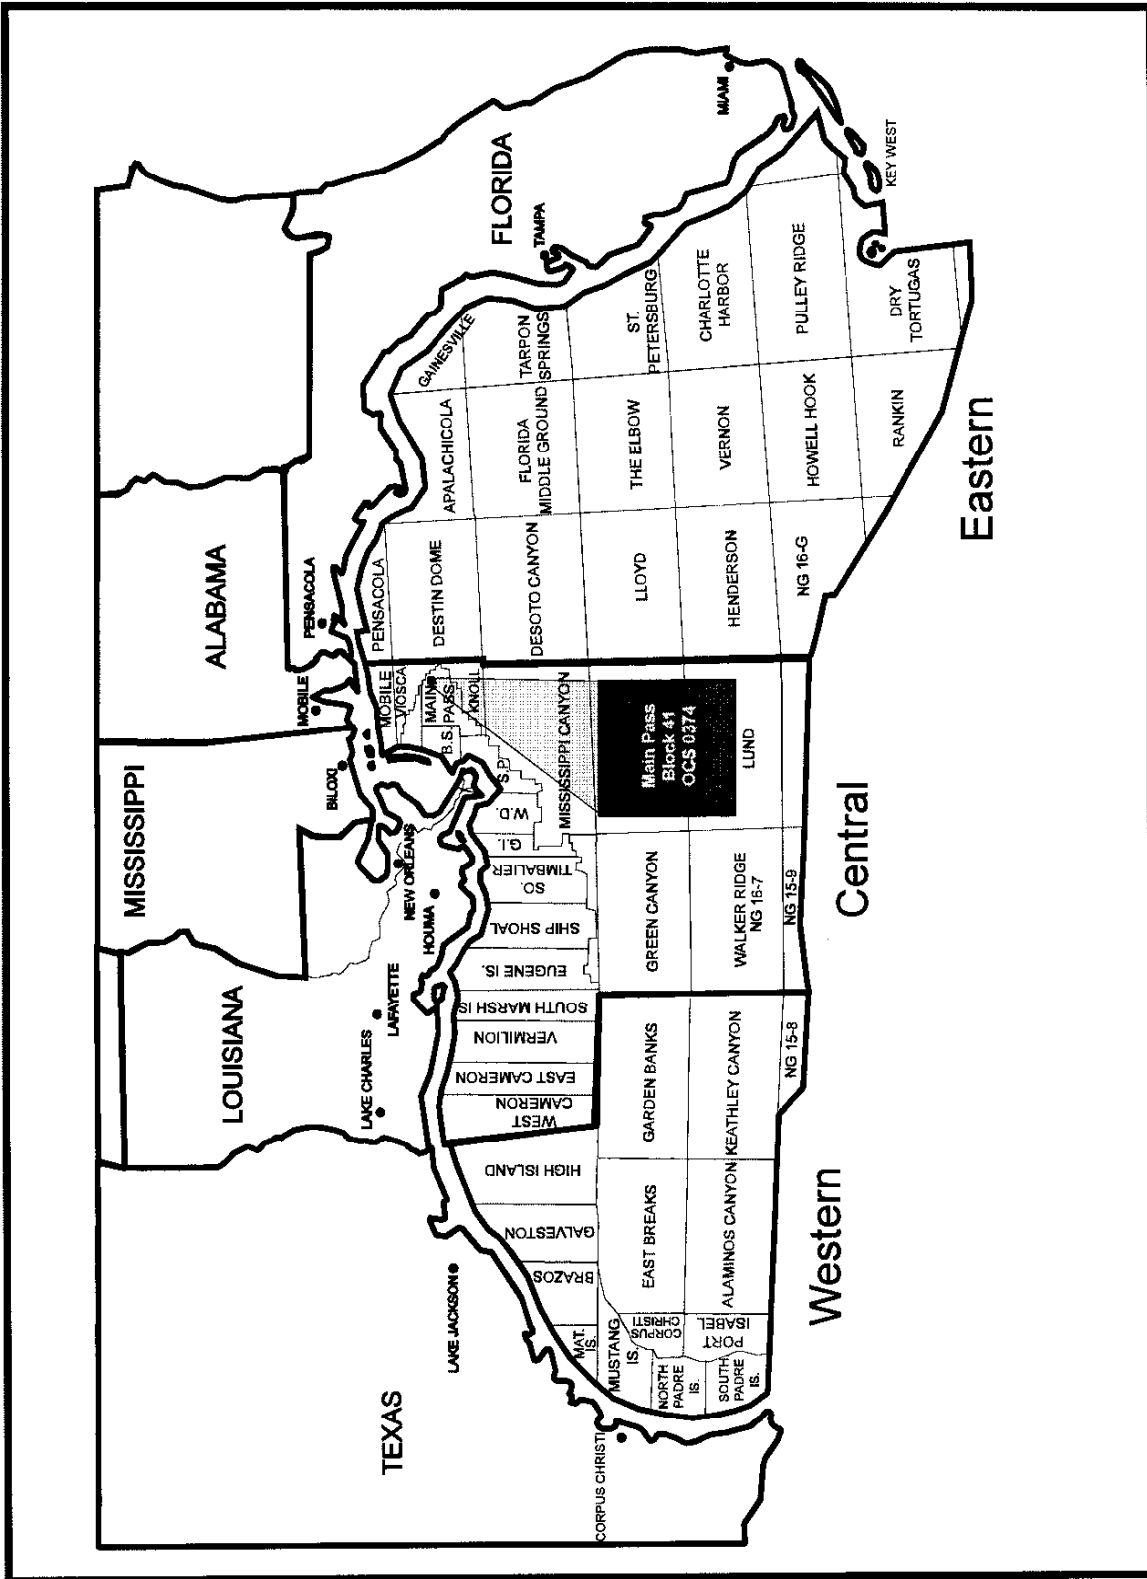 TEXAS
LOUISIANA
MISSISSIPPI
ALABAMA
FLORIDA
CORPUS CHRISTI
LAKE JACKSON
LAKE CHARLES
LAFAYETTE
HOUMA
NEW ORLEANS
BILOXI
MOBILE
PENSACOLA
TAMPA
MIAMI
KEY WEST
MAT.
IS.
MUSTANG
IS.
NORTH
PADRE
IS.
SOUTH
PADRE
IS.
CORPUS
CHRISTI
PORT
ISABEL
BRAZOS
GALVESTON
HIGH ISLAND
EAST BREAKS
ALAMINOS CANYON
WEST
CAMERON
EAST CAMERON
VERMILION
SOUTH MARSH IS
EUGENE IS.
SHIP SHOAL
SO.
TIMBALIER
G.I.
W.D.
S.P.
B.S.
MAIN
PASS
MOBILE
VIOSCA
KNOLL
MISSISSIPPI CANYON
GARDEN BANKS
KEATHLEY CANYON
NG 15-8
GREEN CANYON
WALKER RIDGE
NG 16-7
NG 15-9
Main Pass
Block 41
OCS 0374
LUND
PENSACOLA
DESTIN DOME
DESOTO CANYON
LLOYD
HENDERSON
NG 16-G
APALACHICOLA
FLORIDA
MIDDLE GROUND
THE ELBOW
VERNON
HOWELL HOOK
RANKIN
GAINESVILLE
TARPON
SPRINGS
ST.
PETERSBURG
CHARLOTTE
HARBOR
PULLEY RIDGE
DRY
TORTUGAS
Western
Central
Eastern